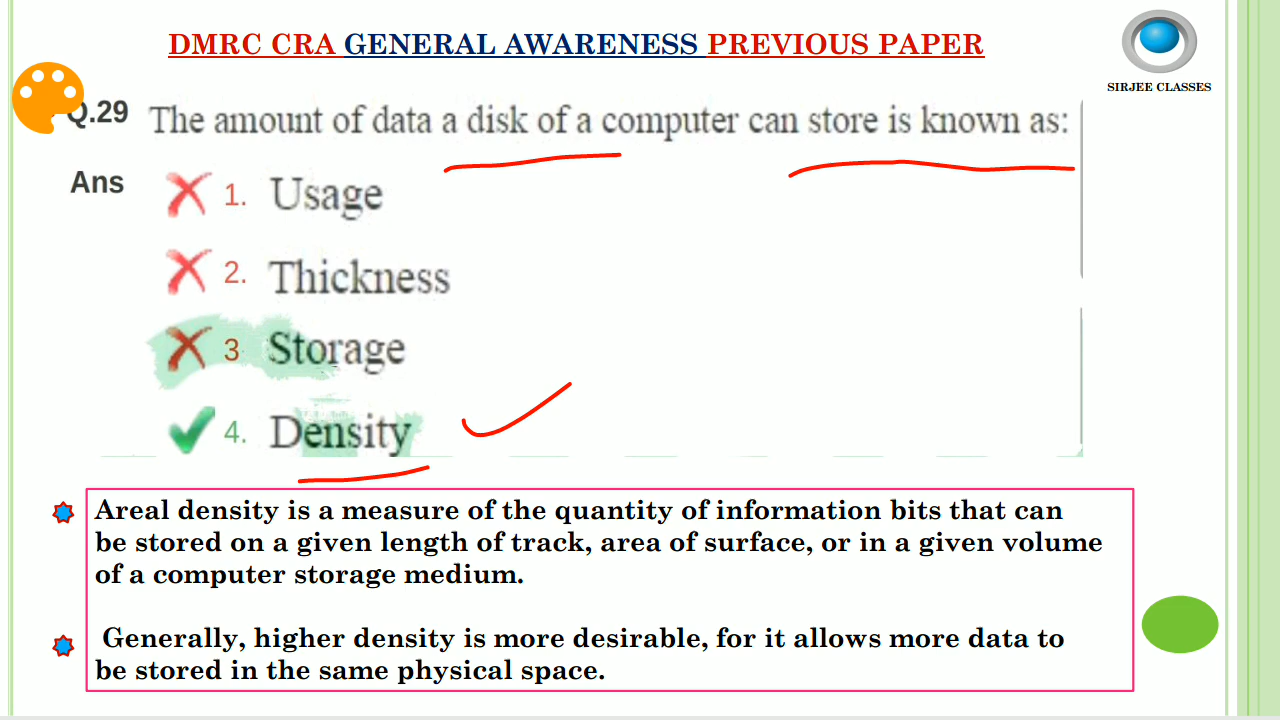 DMRC CRA GENERAL AWARENESS PREVIOUS PAPER
SIRJEE CLASSES
Q.29 The amount of data a disk of a computer can store is known as:
Ans
1. Usage
2. Thickness
3 Storage
4. Density
Areal density is a measure of the quantity of information bits that can
be stored on a given length of track, area of surface, or in a given volume
of a computer storage medium.
Generally, higher density is more desirable, for it allows more data to
be stored in the same physical space.